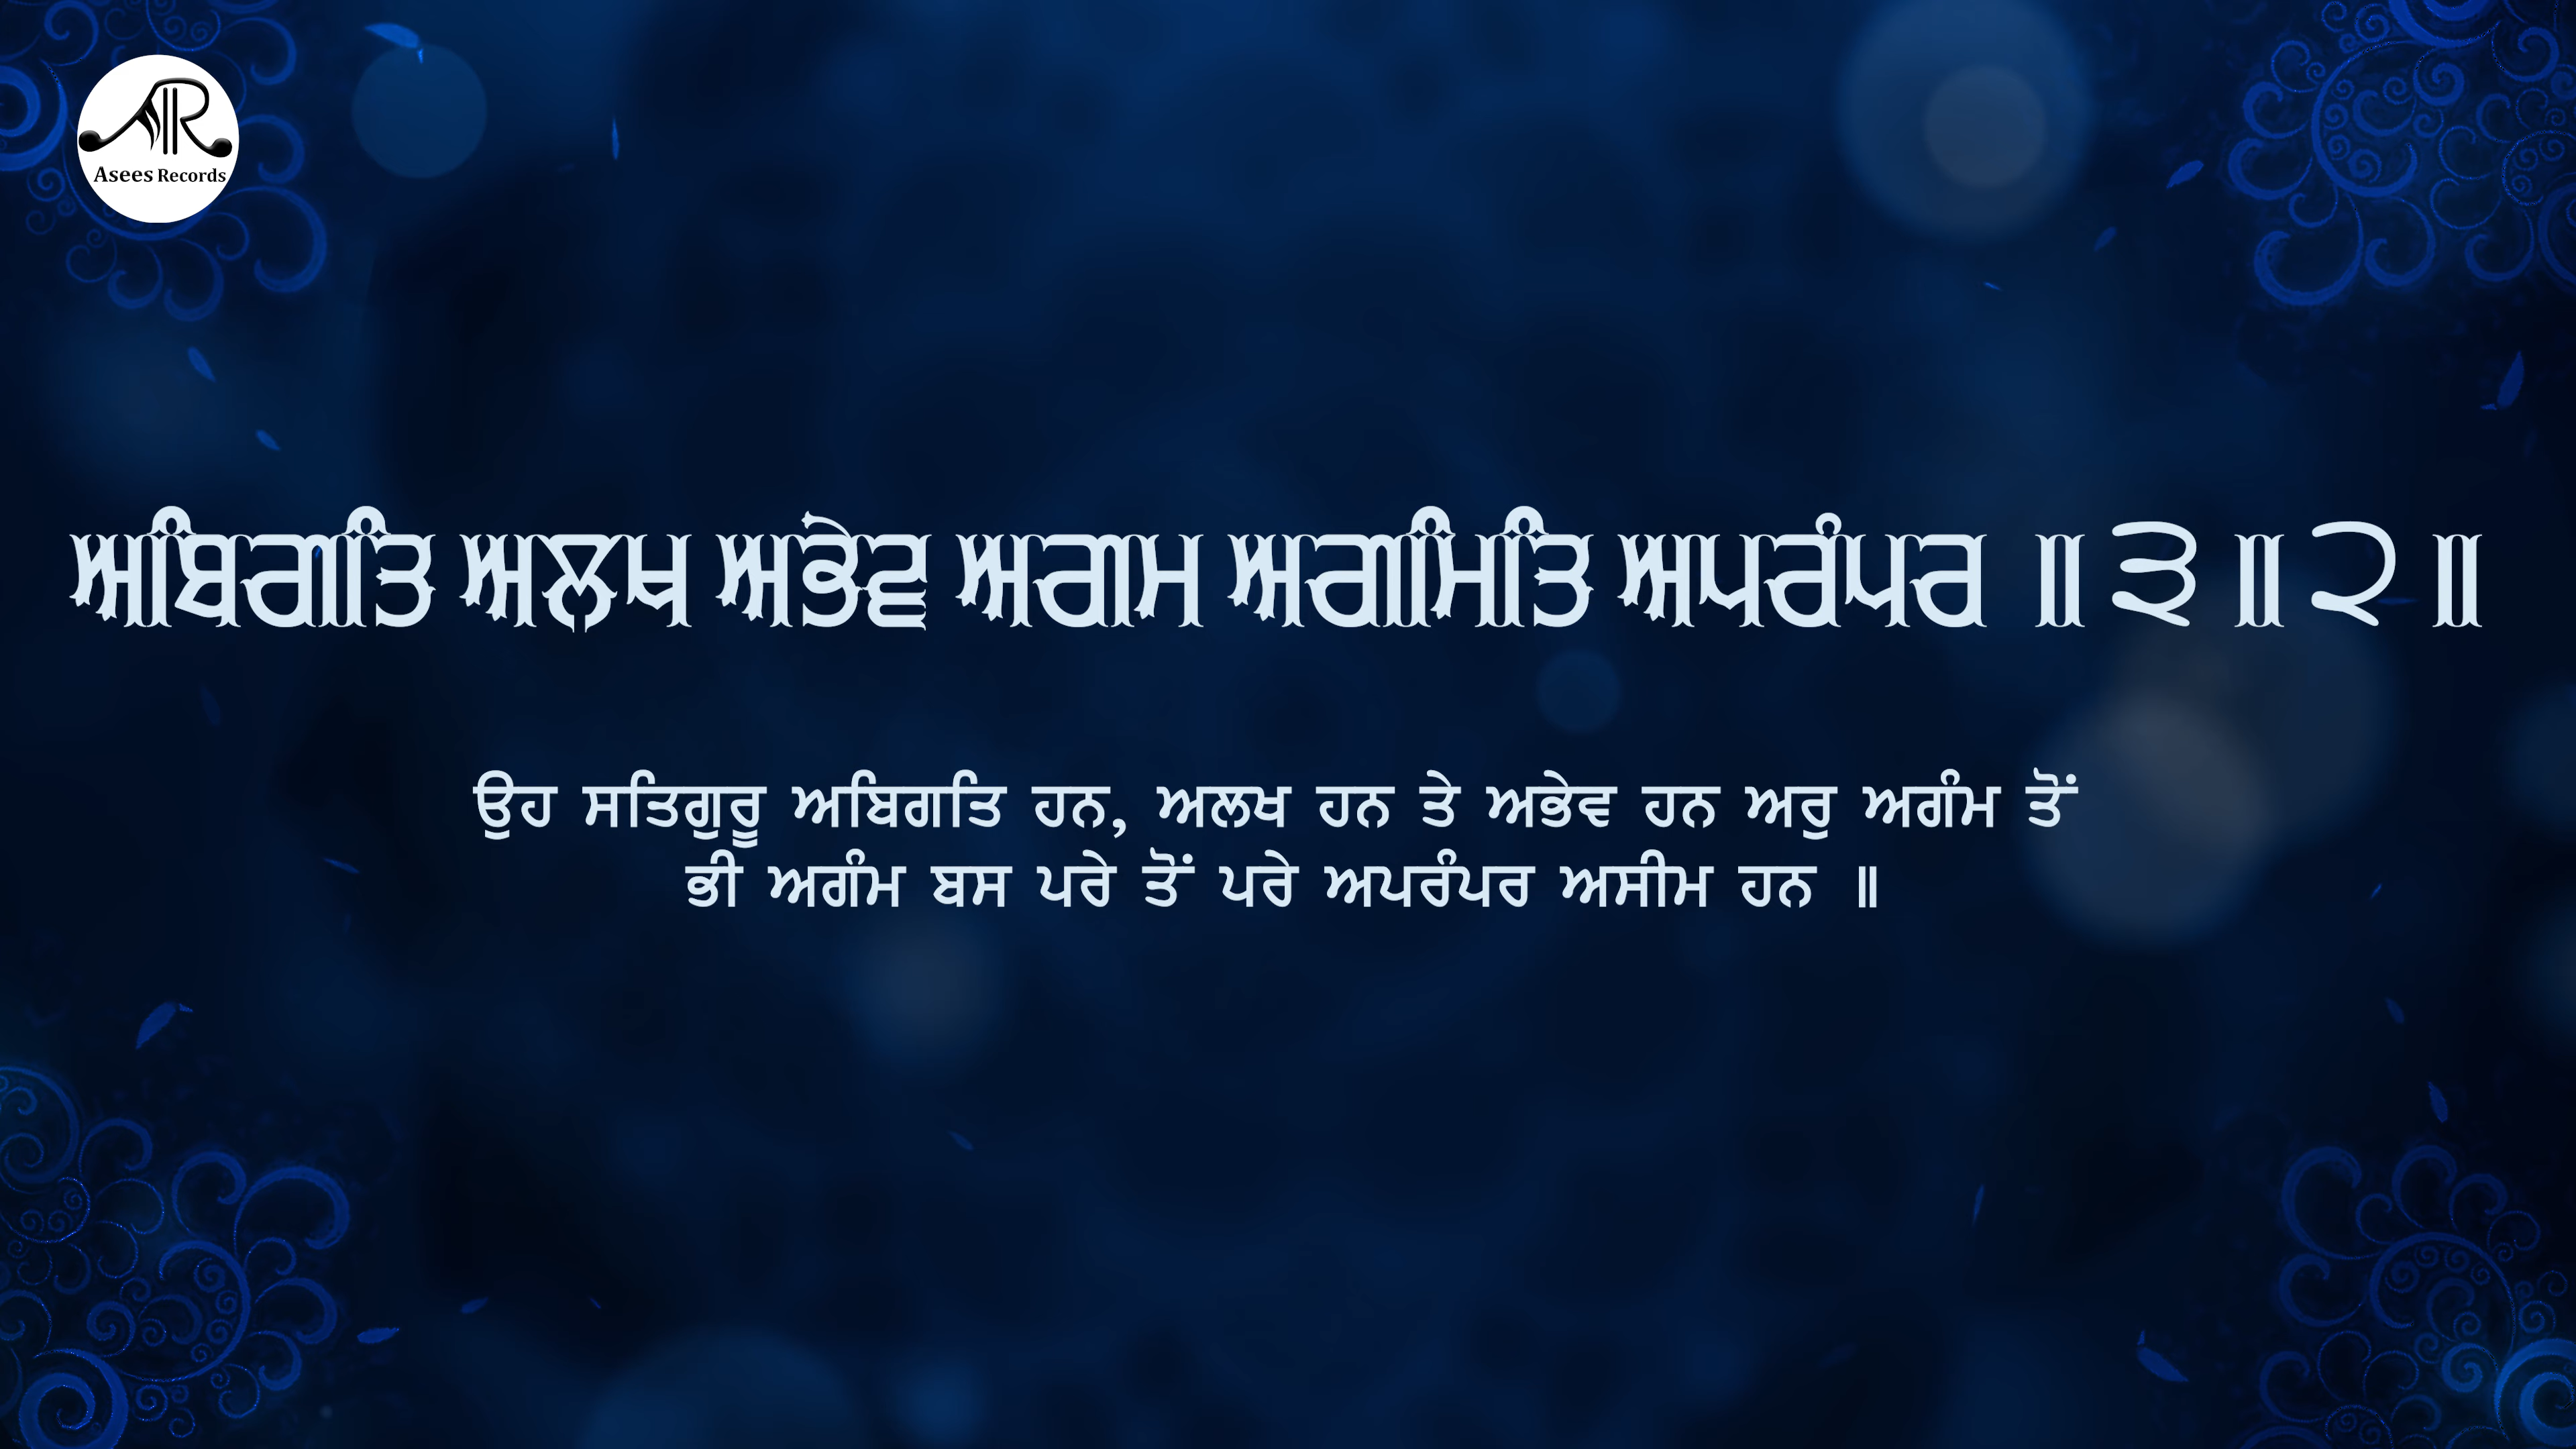 Asees Records
ਅਬਿਗਤਿ ਅਲਖ ਅਭੇਵ ਅਗਮ ਅਗਮਿਤਿ ਅਪਰੰਪਰ ॥੩॥੨॥
ਉਹ ਸਤਿਗੁਰੂ ਅਬਿਗਤਿ ਹਨ, ਅਲਖ ਹਨ ਤੇ ਅਭੇਵ ਹਨ ਅਰੁ ਅਗੰਮ ਤੋਂ
ਭੀ ਅਗੰਮ ਬਸ ਪਰੇ ਤੋਂ ਪਰੇ ਅਪਰੰਪਰ ਅਸੀਮ ਹਨ ॥